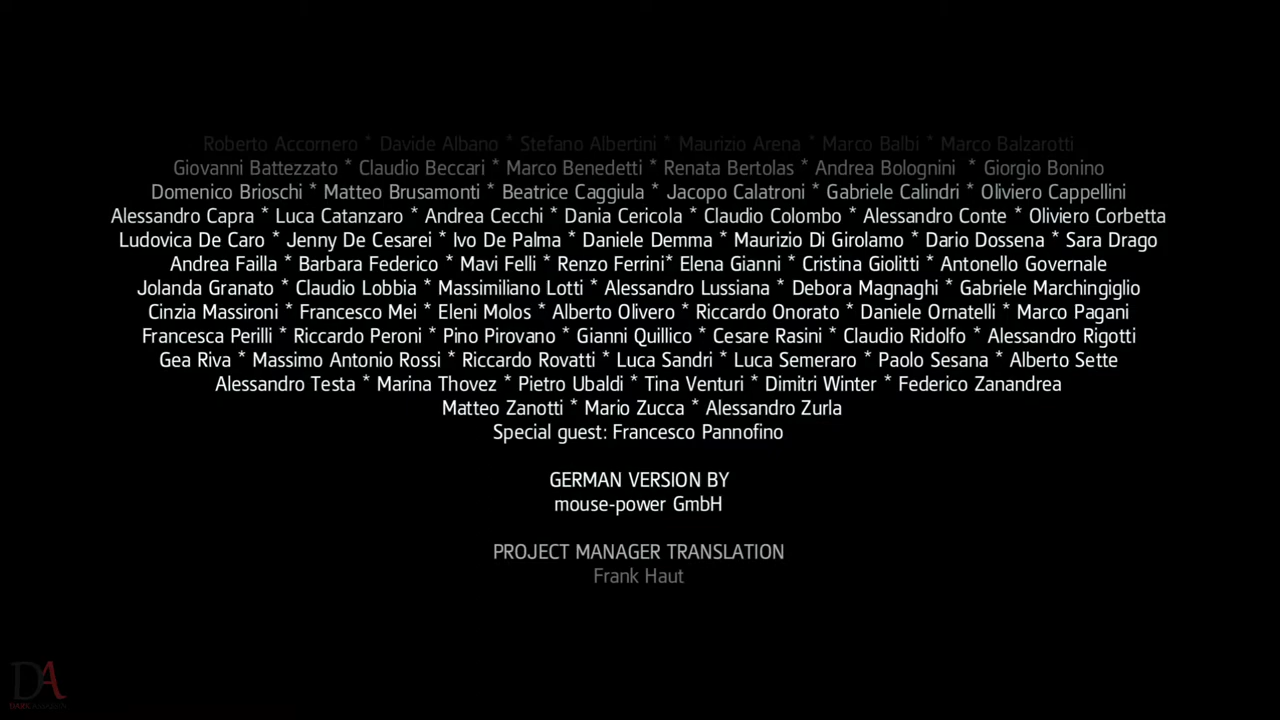 Roberto Accornero * Davide Albano * Stefano Albertini * Maurizio Arena * Marco Balbi * Marco Balzarotti
Giovanni Battezzato * Claudio Beccari * Marco Benedetti * Renata Bertolas * Andrea Bolognini * Giorgio Bonino
Domenico Brioschi * Matteo Brusamonti * Beatrice Caggiula * Jacopo Calatroni * Gabriele Calindri * Oliviero Cappellini
Alessandro Capra * Luca Catanzaro * Andrea Cecchi * Dania Cericola * Claudio Colombo * Alessandro Conte * Oliviero Corbetta
Ludovica De Caro * Jenny De Cesarei * Ivo De Palma * Daniele Demma * Maurizio Di Girolamo * Dario Dossena * Sara Drago
Andrea Failla * Barbara Federico * Mavi Felli * Renzo Ferrini* Elena Gianni * Cristina Giolitti * Antonello Governale
Jolanda Granato * Claudio Lobbia * Massimiliano Lotti * Alessandro Lussiana * Debora Magnaghi * Gabriele Marchingiglio
Cinzia Massironi * Francesco Mei * Eleni Molos * Alberto Olivero * Riccardo Onorato * Daniele Ornatelli * Marco Pagani
Francesca Perilli * Riccardo Peroni * Pino Pirovano * Gianni Quillico * Cesare Rasini * Claudio Ridolfo * Alessandro Rigotti
Gea Riva * Massimo Antonio Rossi * Riccardo Rovatti * Luca Sandri * Luca Semeraro * Paolo Sesana * Alberto Sette
Alessandro Testa * Marina Thovez * Pietro Ubaldi * Tina Venturi * Dimitri Winter * Federico Zanandrea
Matteo Zanotti * Mario Zucca * Alessandro Zurla
Special guest: Francesco Pannofino
GERMAN VERSION BY
mouse-power GmbH
PROJECT MANAGER TRANSLATION
Frank Haut
DA